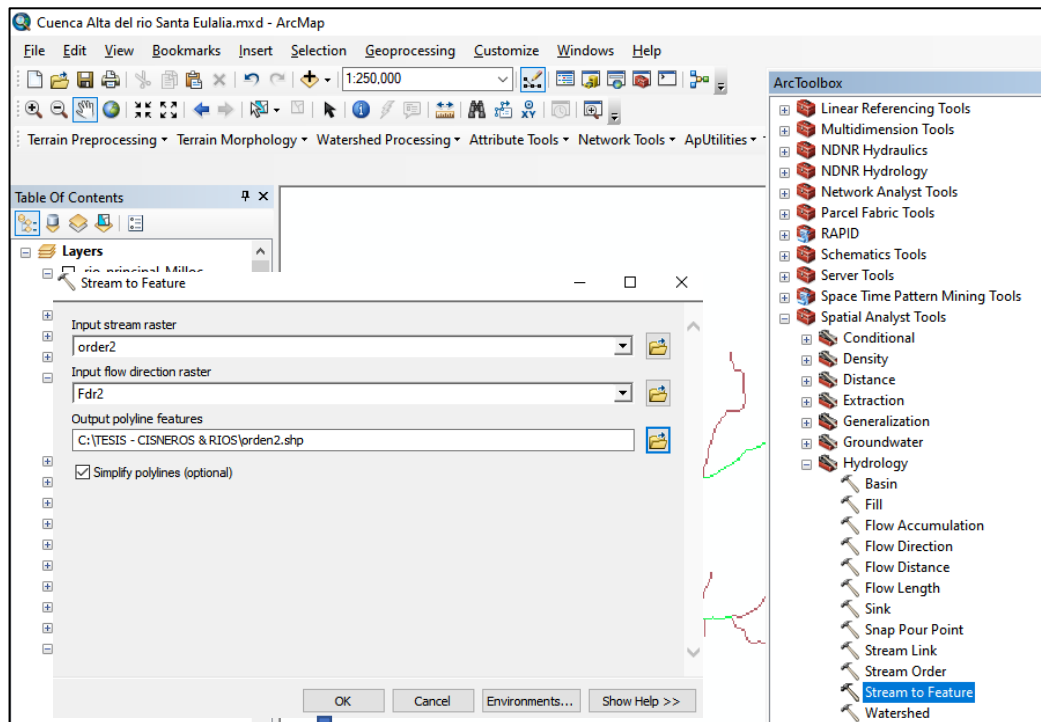 Cuenca Alta del rio Santa Eulalia.mxd - ArcMap
File Edit View Bookmarks Insert Selection Geoprocessing Customize Windows Help
1:250,000
Terrain Preprocessing Terrain Morphology Watershed Processing Attribute Tools Network Tools ApUtilities
Table Of Contents
Layers
rio_principal_Milloc
Stream to Feature
Input stream raster
order2
Input flow direction raster
Fdr2
Output polyline features
C:\TESIS - CISNEROS & RIOS\orden2.shp
Simplify polylines (optional)
OK Cancel Environments... Show Help >>
ArcToolbox
Linear Referencing Tools
Multidimension Tools
NDNR Hydraulics
NDNR Hydrology
Network Analyst Tools
Parcel Fabric Tools
RAPID
Schematics Tools
Server Tools
Space Time Pattern Mining Tools
Spatial Analyst Tools
Conditional
Density
Distance
Extraction
Generalization
Groundwater
Hydrology
Basin
Fill
Flow Accumulation
Flow Direction
Flow Distance
Flow Length
Sink
Snap Pour Point
Stream Link
Stream Order
Stream to Feature
Watershed